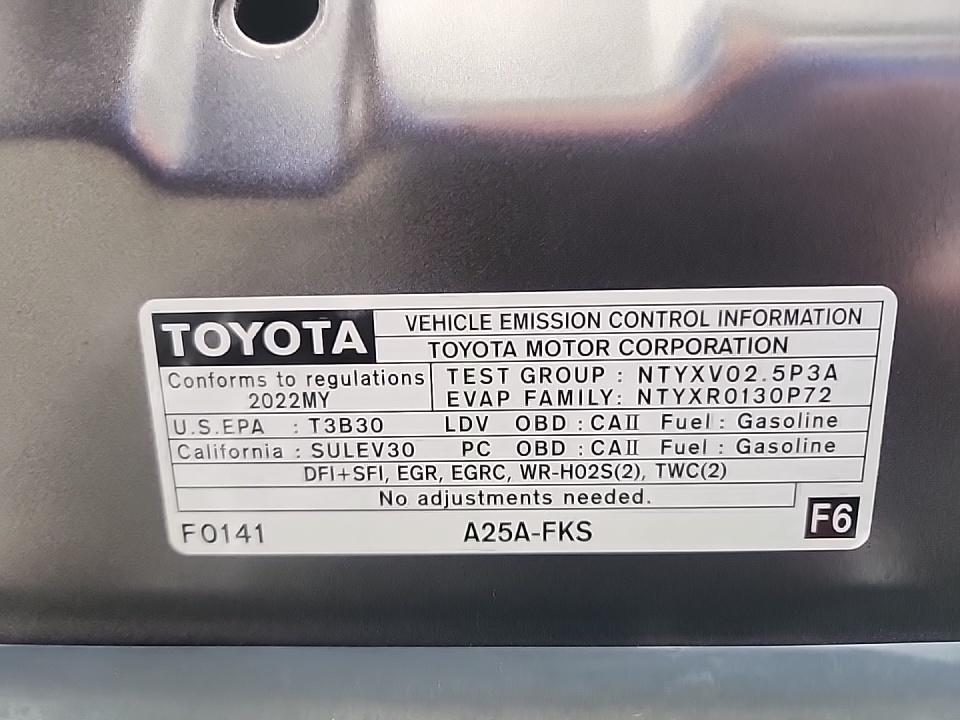 TOYOTA
VEHICLE EMISSION CONTROL INFORMATION
TOYOTA MOTOR CORPORATION
Conforms to regulations
2022MY
TEST GROUP : NTYXV02.5P3A
EVAP FAMILY: NTYXR0130P72
U.S.EPA : T3B30 LDV OBD : CAII Fuel : Gasoline
California : SULEV30 PC OBD : CAII Fuel : Gasoline
DFI+SFI, EGR, EGRC, WR-HO2S(2), TWC(2)
No adjustments needed.
F0141 A25A-FKS F6